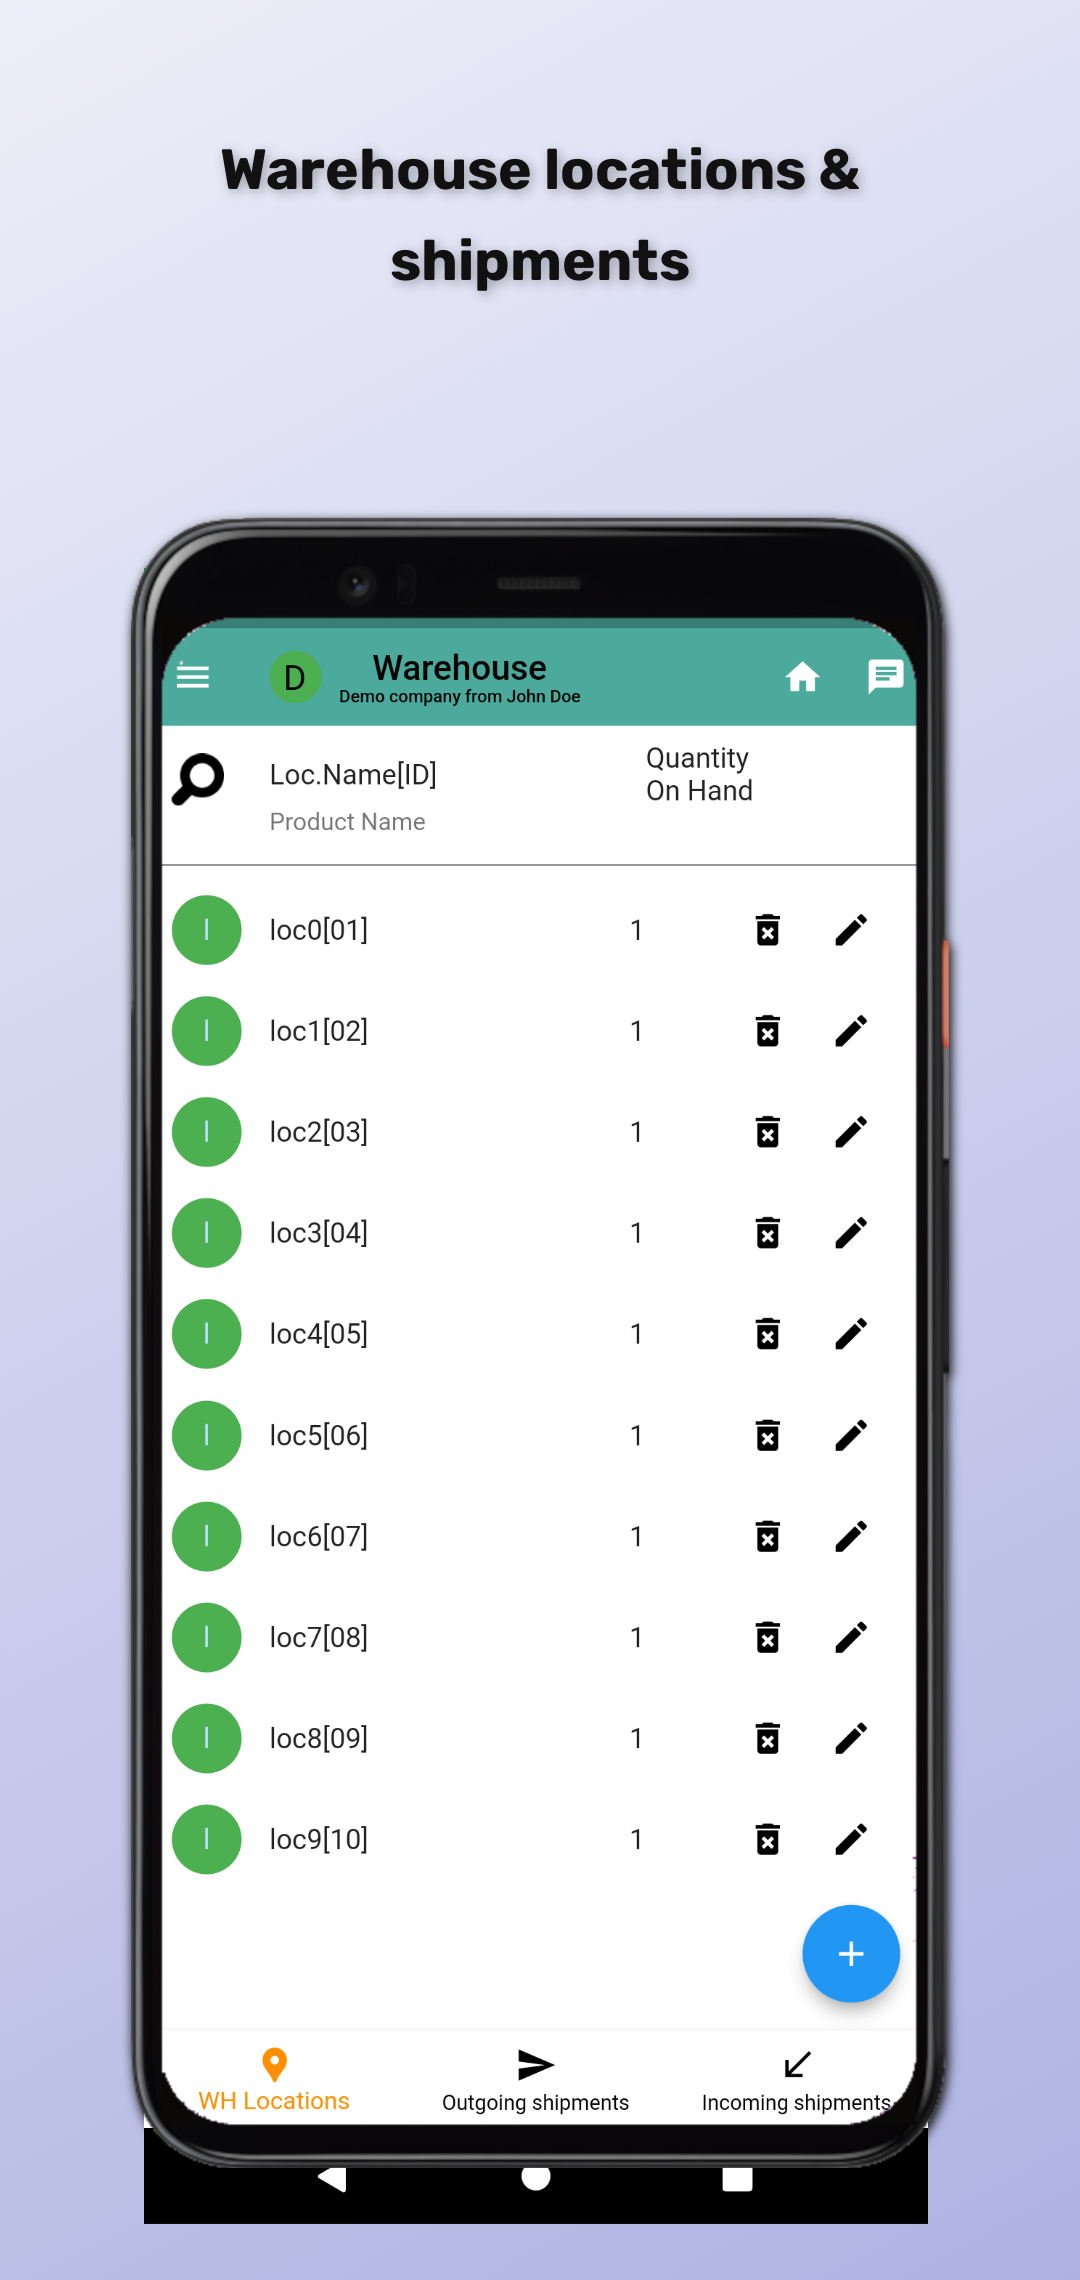 Warehouse locations &
shipments
D
Warehouse
Demo company from John Doe
Loc.Name[ID]
Quantity
On Hand
Product Name
l
loc0[01]
1
l
loc1[02]
1
l
loc2[03]
1
l
loc3[04]
1
l
loc4[05]
1
l
loc5[06]
1
l
loc6[07]
1
l
loc7[08]
1
l
loc8[09]
1
l
loc9[10]
1
+
WH Locations
Outgoing shipments
Incoming shipments